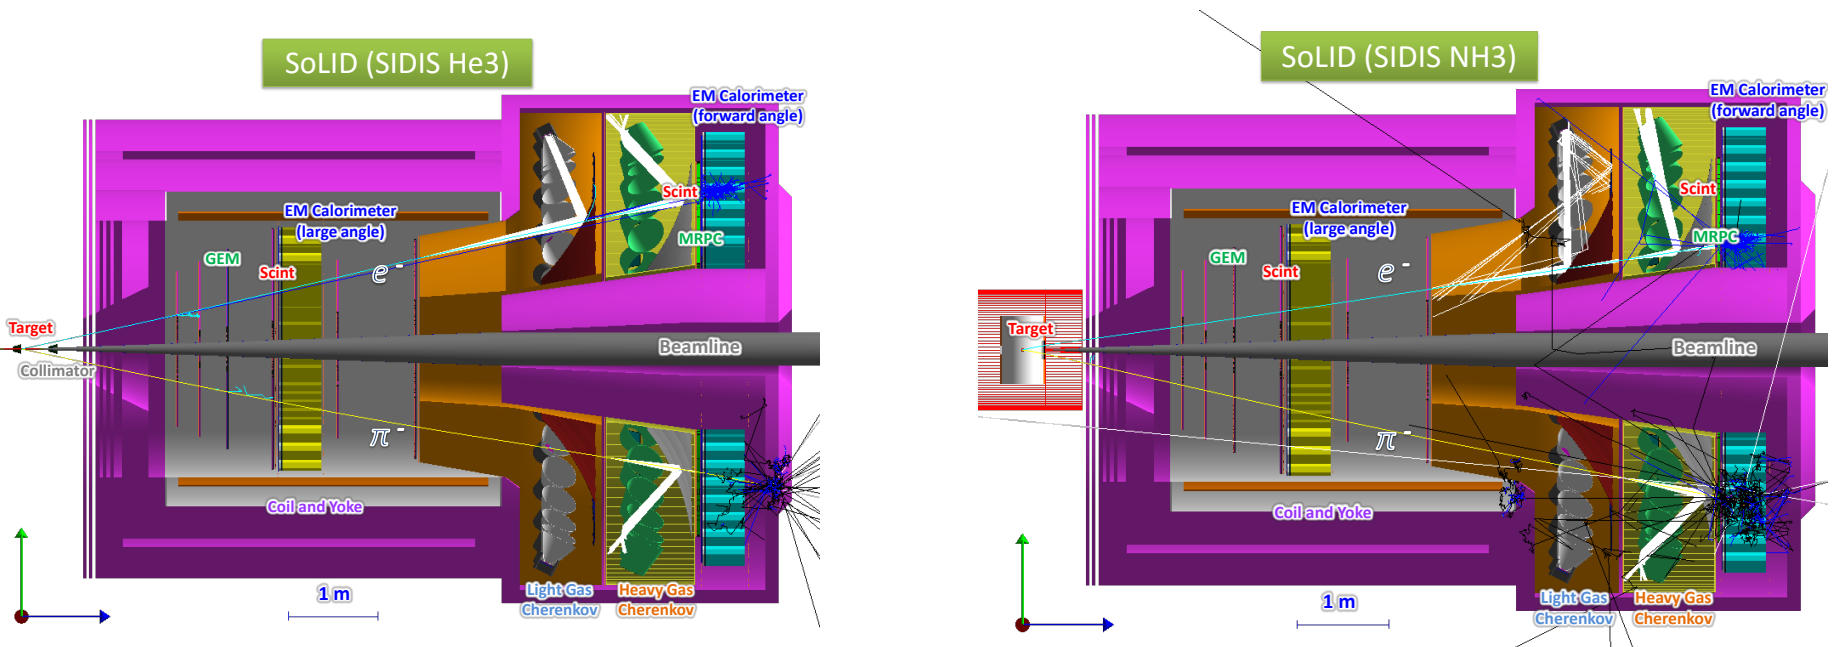 SoLID (SIDIS He3)
EM Calorimeter
(forward angle)
Scint
EM Calorimeter
(large angle)
MRPC
GEM
Scint
e⁻
Target
Collimator
Beamline
π⁻
Coil and Yoke
Light Gas
Cherenkov
Heavy Gas
Cherenkov
1 m
SoLID (SIDIS NH3)
EM Calorimeter
(forward angle)
Scint
EM Calorimeter
(large angle)
MRPC
GEM
Scint
e⁻
Target
Beamline
π⁻
Coil and Yoke
Light Gas
Cherenkov
Heavy Gas
Cherenkov
1 m